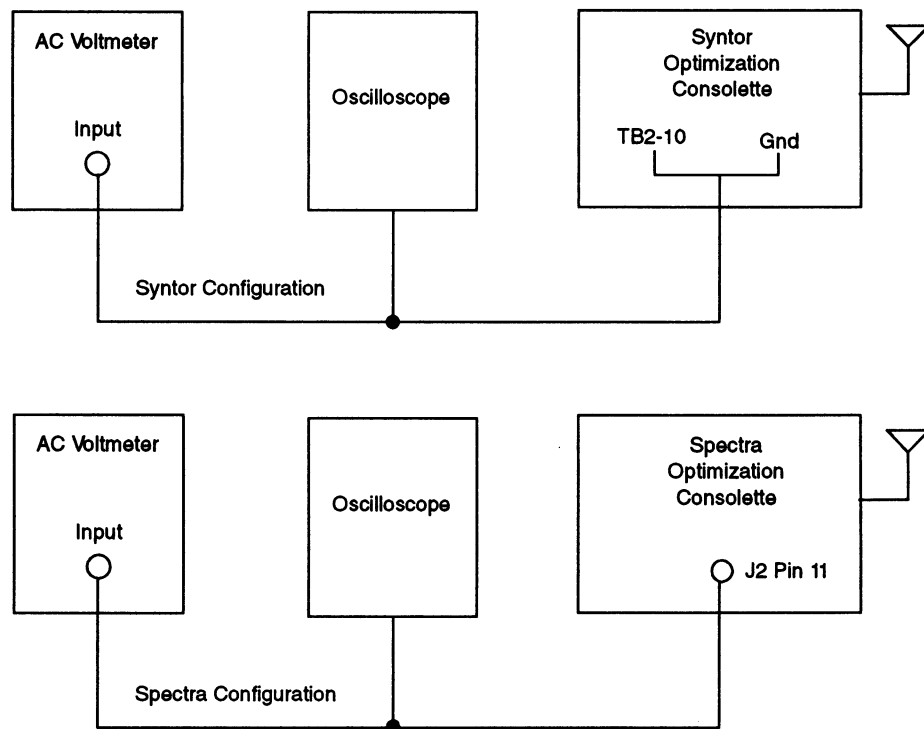 AC Voltmeter
Input
Oscilloscope
Syntor
Optimization
Consolette
TB2-10
Gnd
Syntor Configuration
AC Voltmeter
Input
Oscilloscope
Spectra
Optimization
Consolette
J2 Pin 11
Spectra Configuration